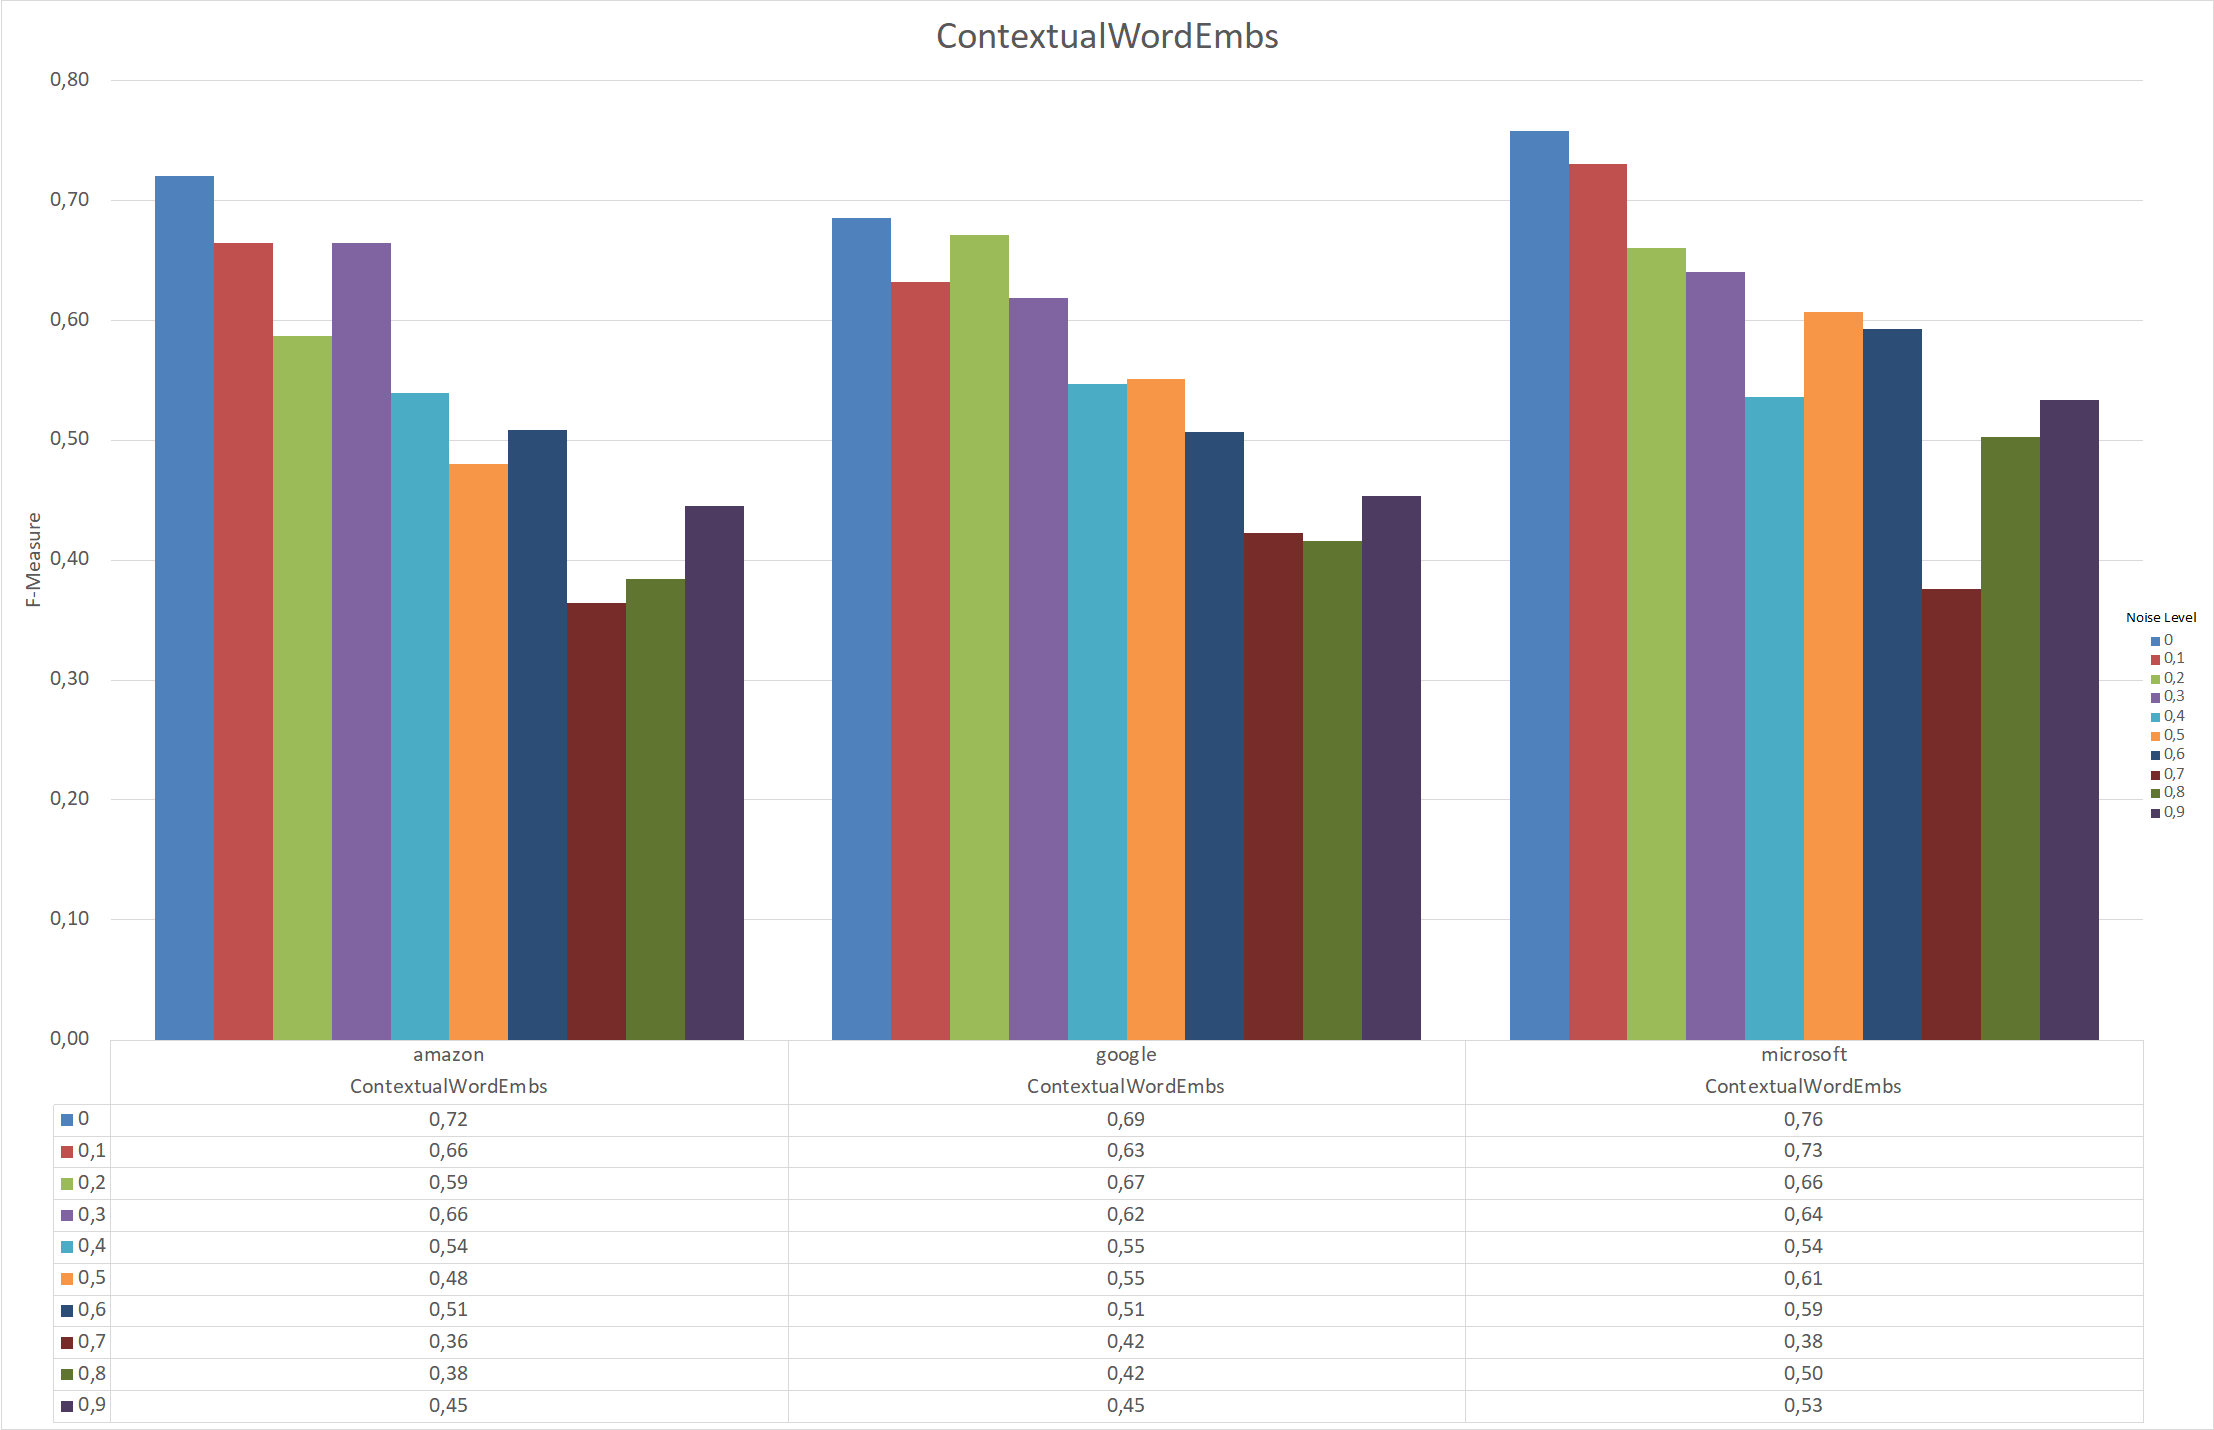 ContextualWordEmbs
0,80
0,70
0,60
0,50
0,40
0,30
0,20
0,10
0,00
F-Measure
Noise Level
0
0,1
0,2
0,3
0,4
0,5
0,6
0,7
0,8
0,9
amazon google microsoft
ContextualWordEmbs ContextualWordEmbs ContextualWordEmbs
0 0,72 0,69 0,76
0,1 0,66 0,63 0,73
0,2 0,59 0,67 0,66
0,3 0,66 0,62 0,64
0,4 0,54 0,55 0,54
0,5 0,48 0,55 0,61
0,6 0,51 0,51 0,59
0,7 0,36 0,42 0,38
0,8 0,38 0,42 0,50
0,9 0,45 0,45 0,53